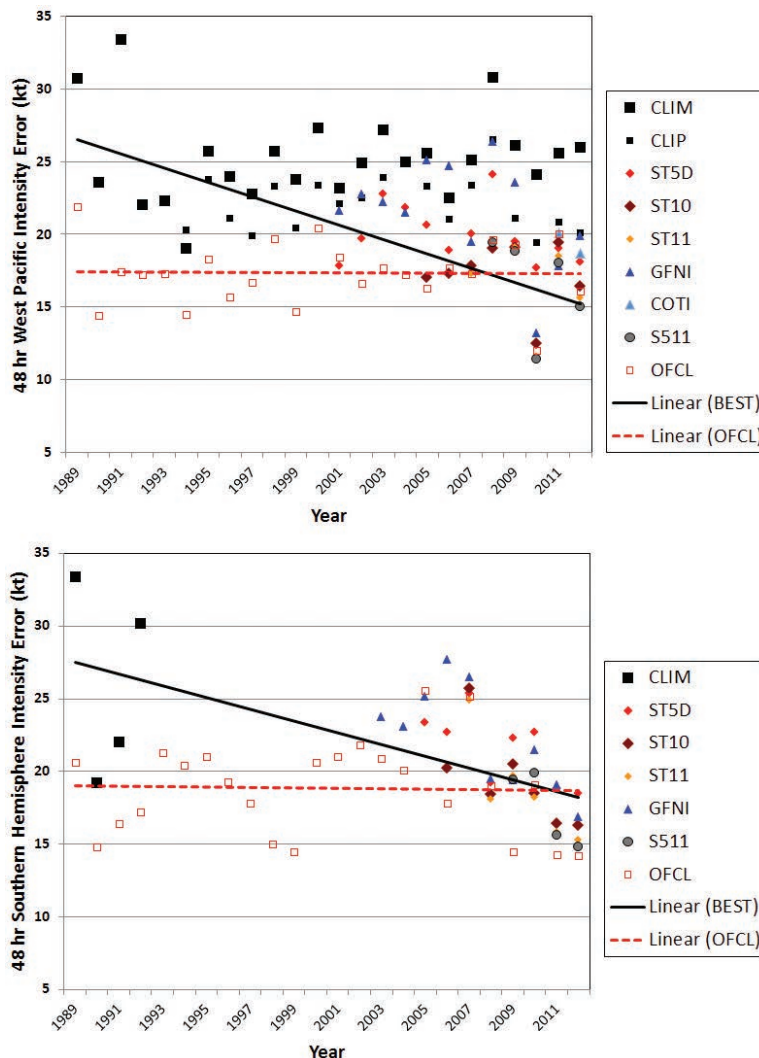 35
30
25
20
15
10
5
48 hr West Pacific Intensity Error (kt)
1989
1991
1993
1995
1997
1999
2001
2003
2005
2007
2009
2011
Year
CLIM
CLIP
ST5D
ST10
ST11
GFNI
COTI
S511
OFCL
Linear (BEST)
Linear (OFCL)
35
30
25
20
15
10
5
48 hr Southern Hemisphere Intensity Error (kt)
1989
1991
1993
1995
1997
1999
2001
2003
2005
2007
2009
2011
Year
CLIM
ST5D
ST10
ST11
GFNI
S511
OFCL
Linear (BEST)
Linear (OFCL)